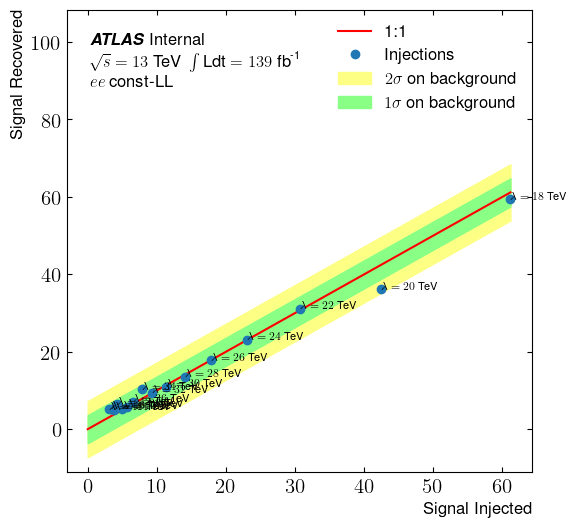 Signal Recovered
100
80
60
40
20
0
ATLAS Internal
√s = 13 TeV ∫ Ldt = 139 fb⁻¹
ee const-LL
1:1
Injections
2σ on background
1σ on background
λ = 18 TeV
λ = 20 TeV
λ = 22 TeV
λ = 24 TeV
λ = 26 TeV
λ = 28 TeV
0 10 20 30 40 50 60
Signal Injected